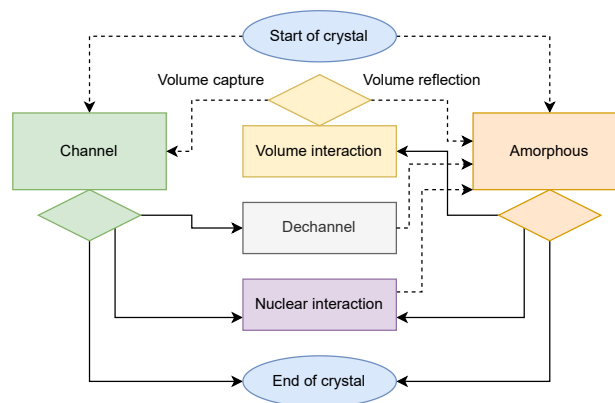 Start of crystal
Volume capture
Volume reflection
Channel
Volume interaction
Amorphous
Dechannel
Nuclear interaction
End of crystal